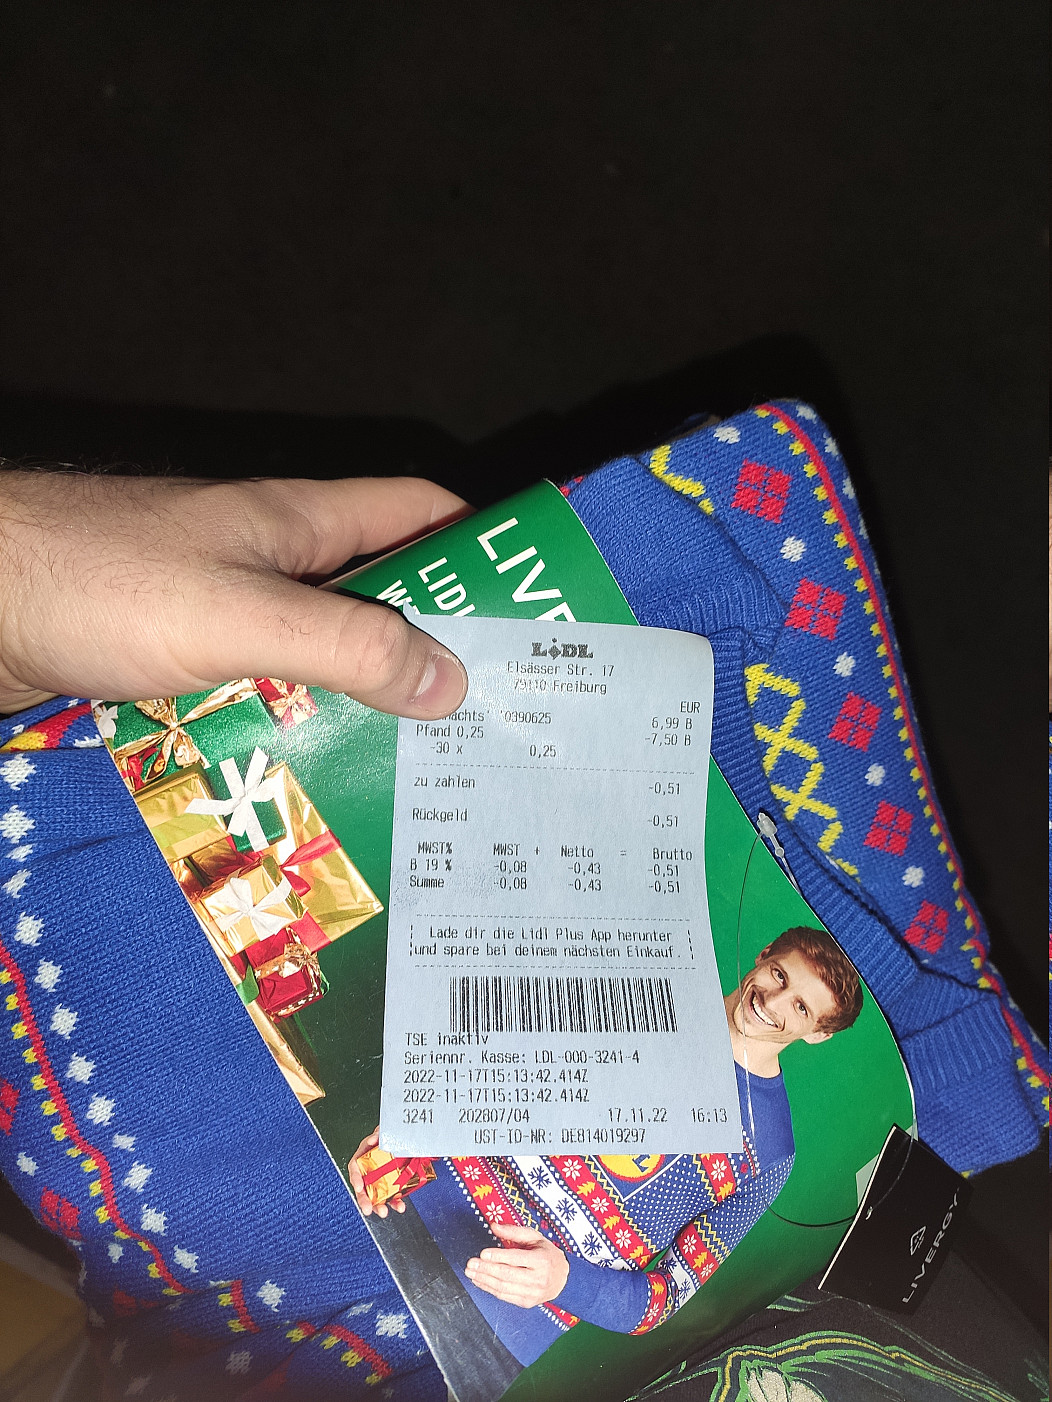 LIVE
LIDL
W
LIDL
Elsässer Str. 17
79110 Freiburg
EUR
nachts' 0390625 6,99 B
Pfand 0,25 -7,50 B
-30 x 0,25
zu zahlen -0,51
Rückgeld -0,51
MWST% MWST + Netto = Brutto
B 19 % -0,08 -0,43 -0,51
Summe -0,08 -0,43 -0,51
Lade dir die Lidl Plus App herunter
und spare bei deinem nächsten Einkauf.
TSE inaktiv
Seriennr. Kasse: LDL-000-3241-4
2022-11-17T15:13:42.414Z
2022-11-17T15:13:42.414Z
3241 202807/04 17.11.22 16:13
UST-ID-NR: DE814019297
LIVERGY